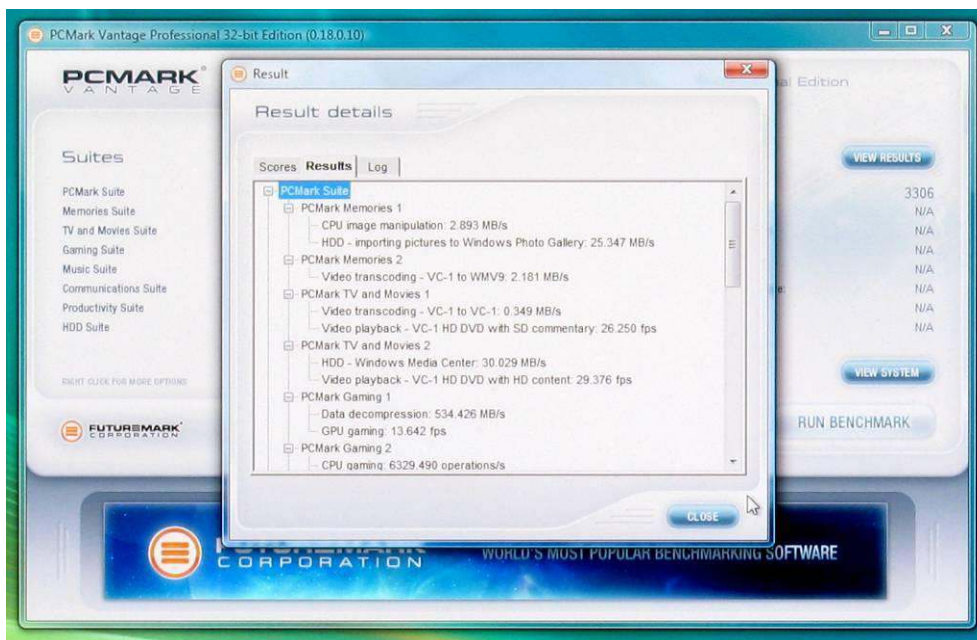 PCMark Vantage Professional 32-bit Edition (0.18.0.10)
PCMARK
VANTAGE
Edition
Suites
VIEW RESULTS
PCMark Suite
3306
Memories Suite
N/A
TV and Movies Suite
N/A
Gaming Suite
N/A
Music Suite
N/A
Communications Suite
N/A
Productivity Suite
N/A
HDD Suite
N/A
RIGHT CLICK FOR MORE OPTIONS
VIEW SYSTEM
FUTUREMARK
CORPORATION
RUN BENCHMARK
Result
Result details
Scores Results Log
PCMark Suite
PCMark Memories 1
CPU image manipulation: 2.893 MB/s
HDD - importing pictures to Windows Photo Gallery: 25.347 MB/s
PCMark Memories 2
Video transcoding - VC-1 to WMV9: 2.181 MB/s
PCMark TV and Movies 1
Video transcoding - VC-1 to VC-1: 0.349 MB/s
Video playback - VC-1 HD DVD with SD commentary: 26.250 fps
PCMark TV and Movies 2
HDD - Windows Media Center: 30.029 MB/s
Video playback - VC-1 HD DVD with HD content: 29.376 fps
PCMark Gaming 1
Data decompression: 534.426 MB/s
GPU gaming: 13.642 fps
PCMark Gaming 2
CPU gaming: 6329.490 operations/s
CLOSE
FUTUREMARK
CORPORATION
WORLD'S MOST POPULAR BENCHMARKING SOFTWARE